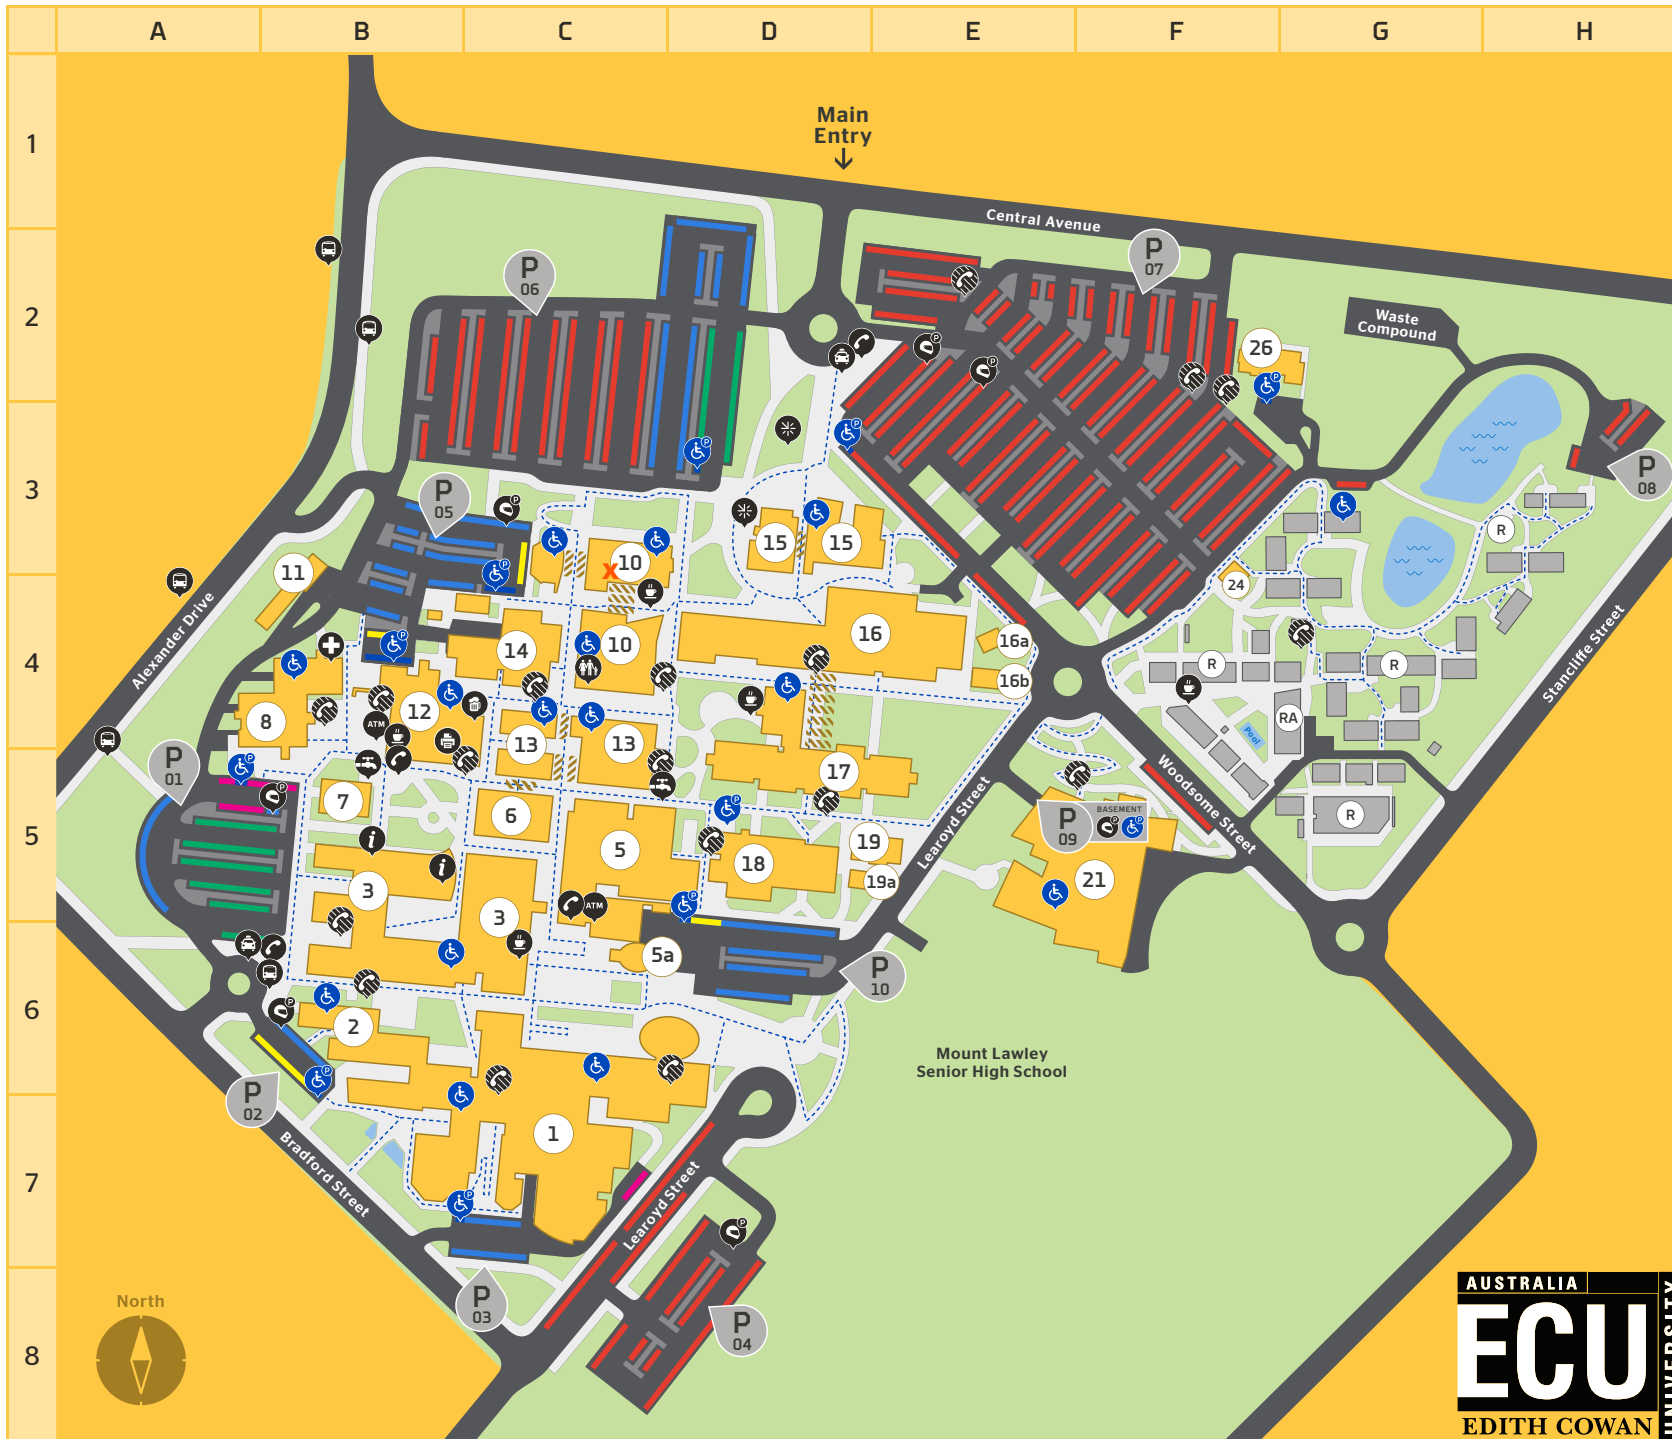 A B C D E F G H
1
2
3
4
5
6
7
8
Main
Entry
Central Avenue
P
07
P
06
Waste
Compound
26
P
08
P
05
15
15
10
X
10
11
24
R
Alexander Drive
16
16a
16b
14
R
R
RA
Pool
Stancliffe Street
8
12
ATM
13
13
P
01
17
Learoyd Street
Woodsome Street
7
6
5
18
19
19a
P
09
BASEMENT
P
P
21
R
i
i
3
3
ATM
5a
P
10
2
Mount Lawley
Senior High School
P
02
1
Bradford Street
Learoyd Street
P
03
P
04
North
AUSTRALIA
ECU
EDITH COWAN
UNIVERSITY